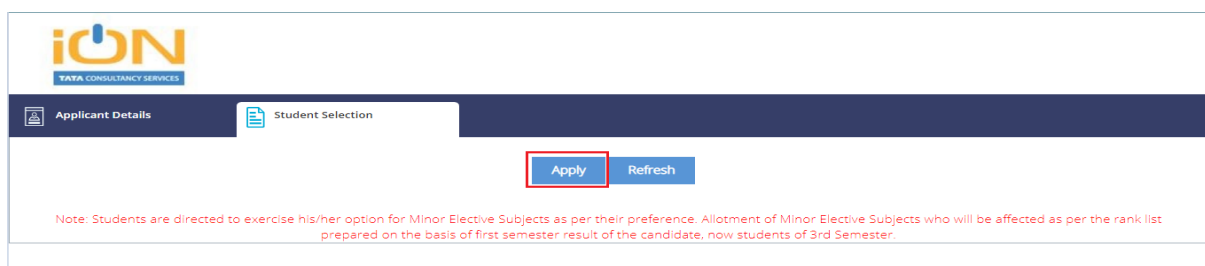 iON
TATA CONSULTANCY SERVICES
Applicant Details
Student Selection
Apply
Refresh
Note: Students are directed to exercise his/her option for Minor Elective Subjects as per their preference. Allotment of Minor Elective Subjects who will be affected as per the rank list
prepared on the basis of first semester result of the candidate, now students of 3rd Semester.